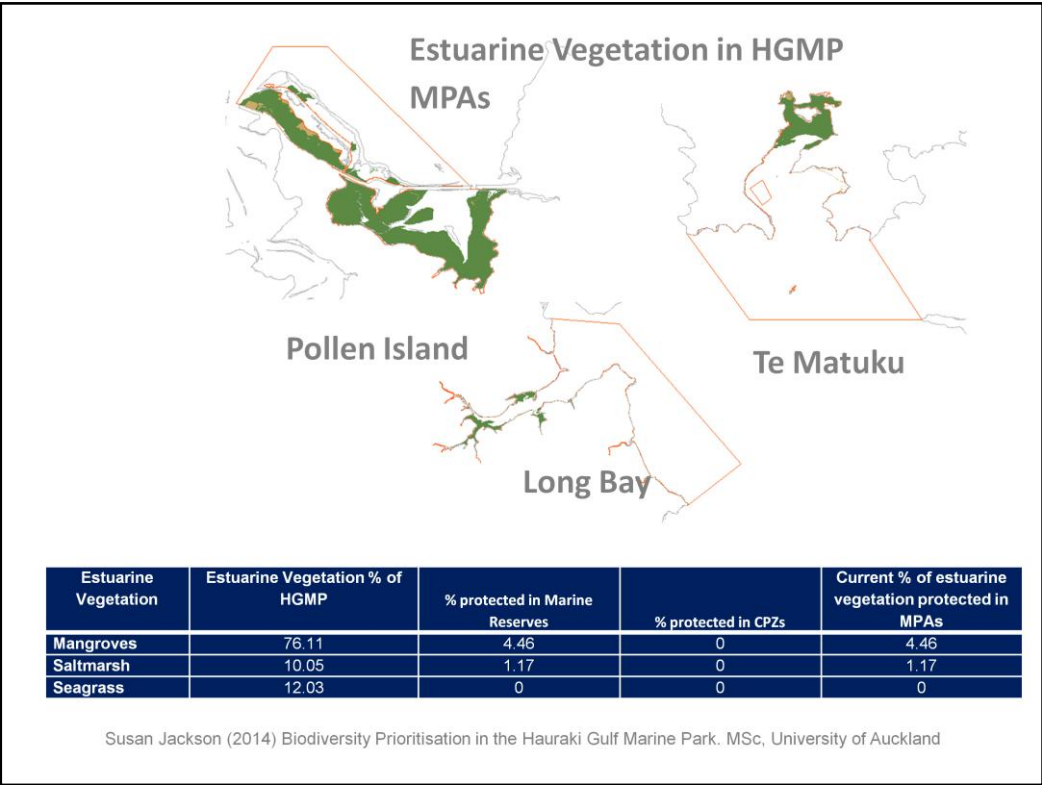 Estuarine Vegetation in HGMP
MPAs
Pollen Island
Te Matuku
Long Bay
Estuarine Vegetation
Estuarine Vegetation % of HGMP
% protected in Marine Reserves
% protected in CPZs
Current % of estuarine vegetation protected in MPAs
Mangroves 76.11 4.46 0 4.46
Saltmarsh 10.05 1.17 0 1.17
Seagrass 12.03 0 0 0
Susan Jackson (2014) Biodiversity Prioritisation in the Hauraki Gulf Marine Park. MSc, University of Auckland